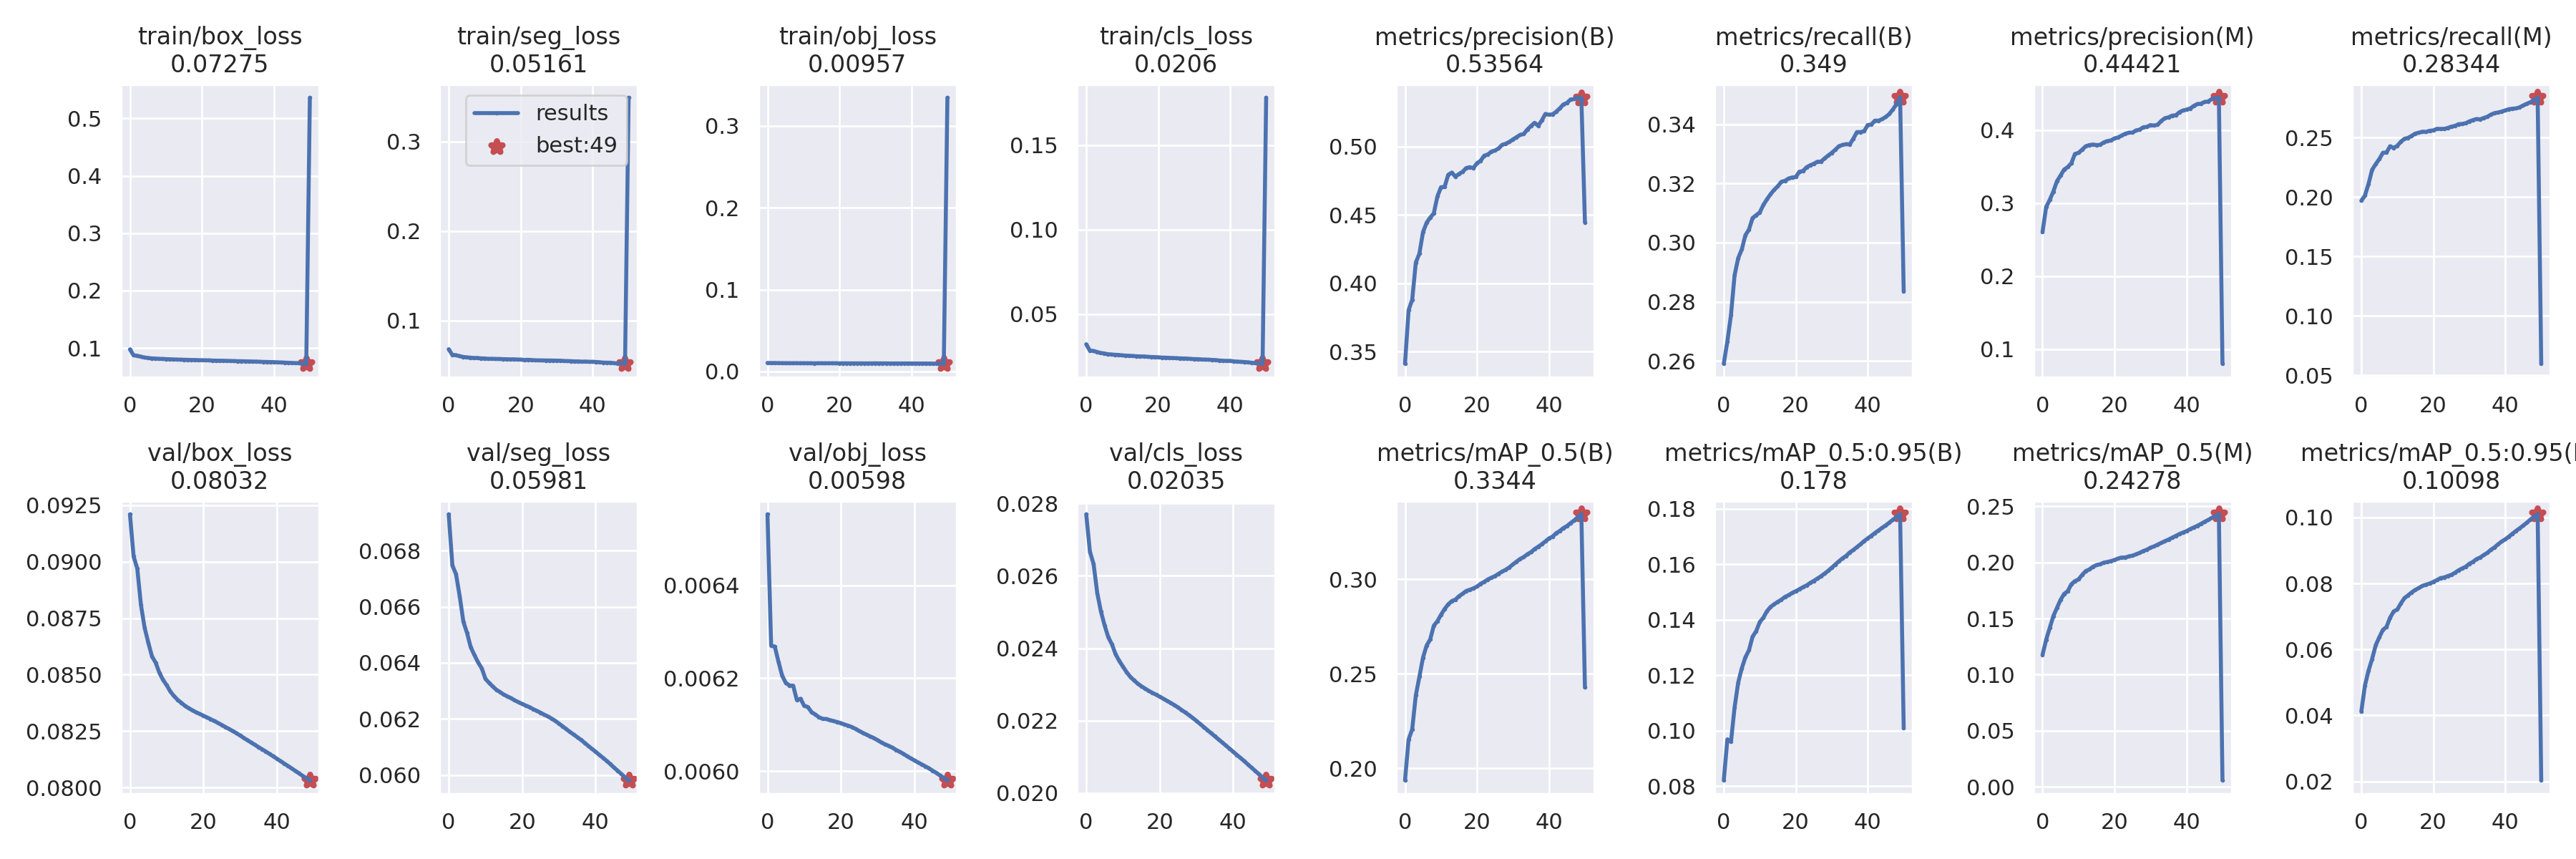 train/box_loss
0.07275
0.5
0.4
0.3
0.2
0.1
0 20 40
train/seg_loss
0.05161
results
best:49
0.3
0.2
0.1
0 20 40
train/obj_loss
0.00957
0.3
0.2
0.1
0.0
0 20 40
train/cls_loss
0.0206
0.15
0.10
0.05
0 20 40
metrics/precision(B)
0.53564
0.50
0.45
0.40
0.35
0 20 40
metrics/recall(B)
0.349
0.34
0.32
0.30
0.28
0.26
0 20 40
metrics/precision(M)
0.44421
0.4
0.3
0.2
0.1
0 20 40
metrics/recall(M)
0.28344
0.25
0.20
0.15
0.10
0.05
0 20 40
val/box_loss
0.08032
0.0925
0.0900
0.0875
0.0850
0.0825
0.0800
0 20 40
val/seg_loss
0.05981
0.068
0.066
0.064
0.062
0.060
0 20 40
val/obj_loss
0.00598
0.0064
0.0062
0.0060
0 20 40
val/cls_loss
0.02035
0.028
0.026
0.024
0.022
0.020
0 20 40
metrics/mAP_0.5(B)
0.3344
0.30
0.25
0.20
0 20 40
metrics/mAP_0.5:0.95(B)
0.178
0.18
0.16
0.14
0.12
0.10
0.08
0 20 40
metrics/mAP_0.5(M)
0.24278
0.25
0.20
0.15
0.10
0.05
0.00
0 20 40
metrics/mAP_0.5:0.95(
0.10098
0.10
0.08
0.06
0.04
0.02
0 20 40